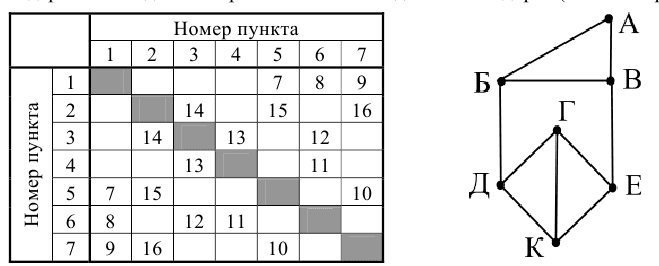 Номер пункта
1 2 3 4 5 6 7
Номер пункта
1 7 8 9
2 14 15 16
3 14 13 12
4 13 11
5 7 15 10
6 8 12 11
7 9 16 10
А
Б В
Г
Д Е
К